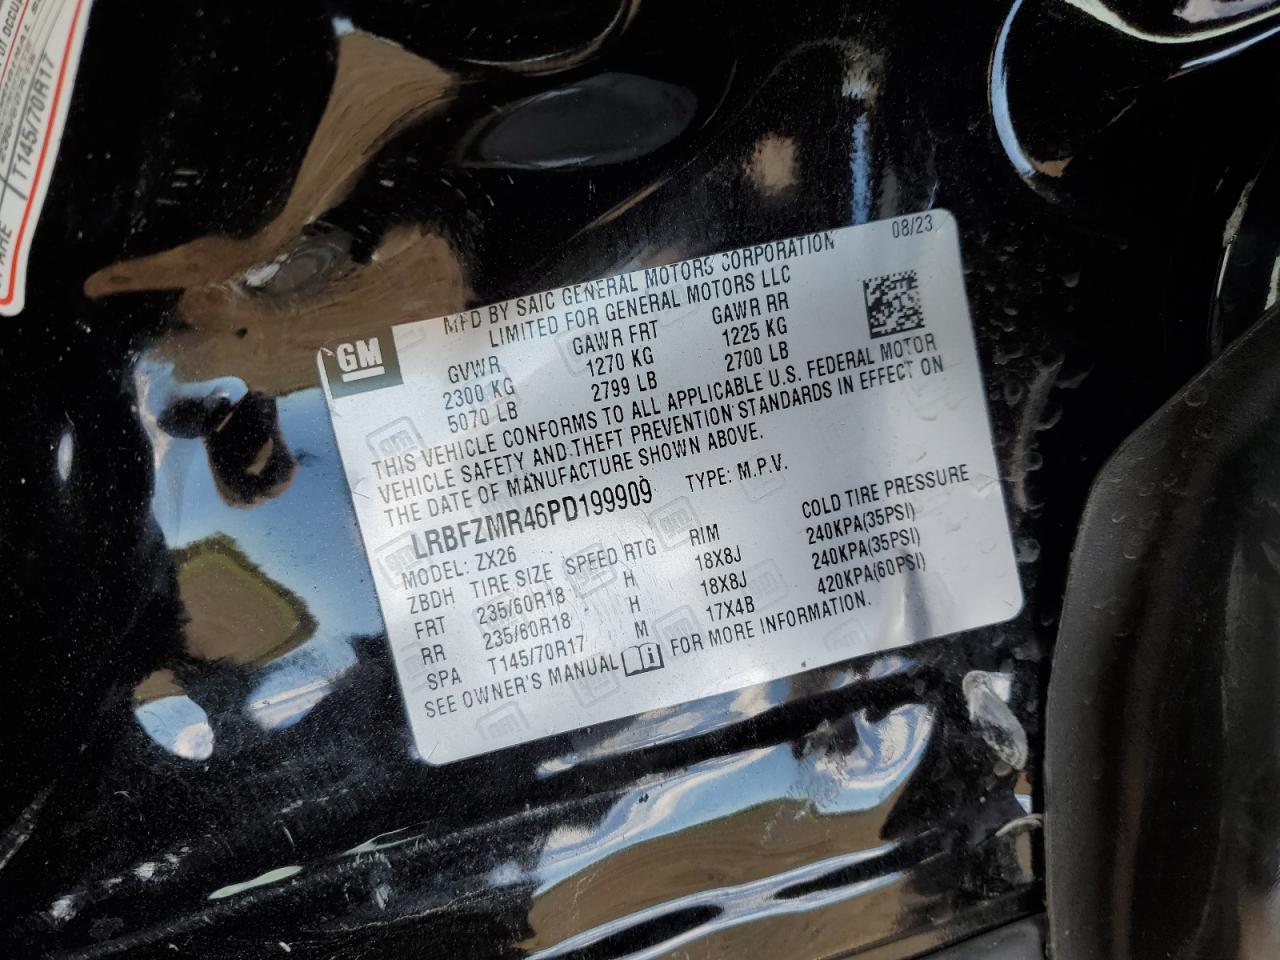 T145/70R17
GM
MFD BY SAIC GENERAL MOTORS CORPORATION
08/23
LIMITED FOR GENERAL MOTORS LLC
GVWR GAWR FRT GAWR RR
2300 KG 1270 KG 1225 KG
5070 LB 2799 LB 2700 LB
THIS VEHICLE CONFORMS TO ALL APPLICABLE U.S. FEDERAL MOTOR
VEHICLE SAFETY AND THEFT PREVENTION STANDARDS IN EFFECT ON
THE DATE OF MANUFACTURE SHOWN ABOVE.
LRBFZMR46PD199909 TYPE: M.P.V.
MODEL: ZX26
ZBDH TIRE SIZE SPEED RTG RIM COLD TIRE PRESSURE
FRT 235/60R18 H 18X8J 240KPA(35PSI)
RR 235/60R18 H 18X8J 240KPA(35PSI)
SPA T145/70R17 M 17X4B 420KPA(60PSI)
SEE OWNER'S MANUAL FOR MORE INFORMATION.